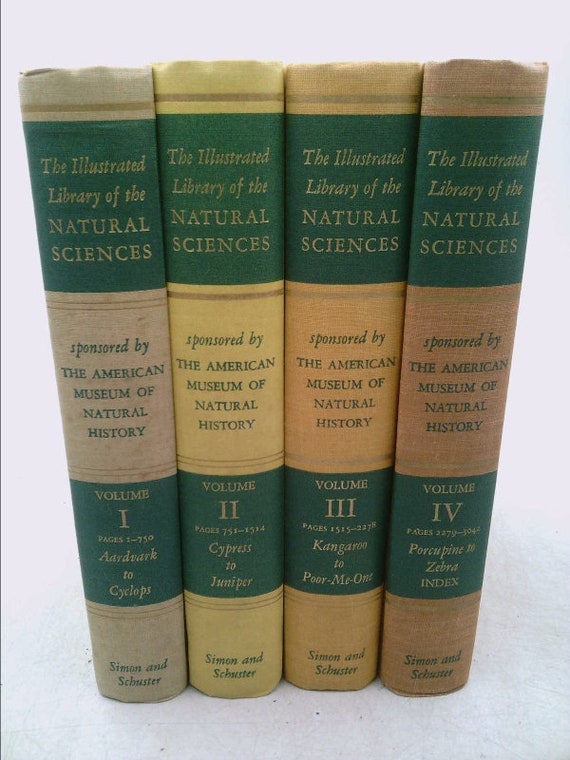 The Illustrated
Library of the
NATURAL
SCIENCES
sponsored by
THE AMERICAN
MUSEUM OF
NATURAL
HISTORY
VOLUME
I
PAGES 1–750
Aardvark
to
Cyclops
Simon and
Schuster
The Illustrated
Library of the
NATURAL
SCIENCES
sponsored by
THE AMERICAN
MUSEUM OF
NATURAL
HISTORY
VOLUME
II
PAGES 751–1514
Cypress
to
Juniper
Simon and
Schuster
The Illustrated
Library of the
NATURAL
SCIENCES
sponsored by
THE AMERICAN
MUSEUM OF
NATURAL
HISTORY
VOLUME
III
PAGES 1515–2278
Kangaroo
to
Poor-Me-One
Simon and
Schuster
The Illustrated
Library of the
NATURAL
SCIENCES
sponsored by
THE AMERICAN
MUSEUM OF
NATURAL
HISTORY
VOLUME
IV
PAGES
Porcupine to
Zebra
INDEX
Simon and
Schuster